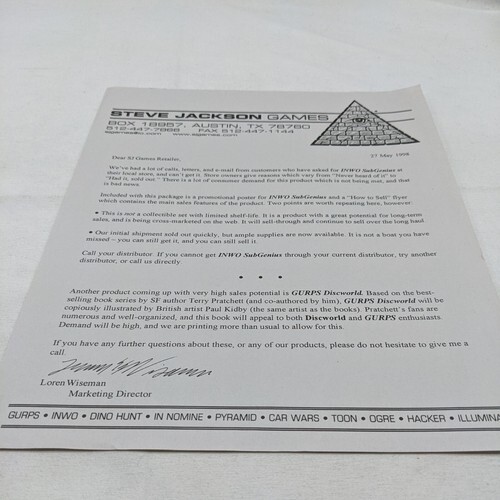 STEVE JACKSON GAMES
BOX 18957, AUSTIN, TX 78760
512-447-7866 FAX 512-447-1144
sjgames@io.com www.sjgames.com
27 May 1998
Dear SJ Games Retailer,
We've had a lot of calls, letters, and e-mail from customers who have asked for INWO SubGenius at
their local store, and can't get it. Store owners give reasons which vary from "Never heard of it" to
"Had it, sold out." There is a lot of consumer demand for this product which is not being met, and that
is bad news.
Included with this package is a promotional poster for INWO SubGenius and a "How to Sell" flyer
which contains the main sales features of the product. Two points are worth repeating here, however.
• This is not a collectible set with limited shelf-life. It is a product with a great potential for long-term
sales, and is being cross-marketed on the web. It will sell-through and continue to sell over the long haul
• Our initial shipment sold out quickly, but ample supplies are now available. It is not a boat you have
missed – you can still get it, and you can still sell it.
Call your distributor. If you cannot get INWO SubGenius through your current distributor, try another
distributor, or call us directly
• • •
Another product coming up with very high sales potential is GURPS Discworld. Based on the best-
selling book series by SF author Terry Pratchett (and co-authored by him), GURPS Discworld will be
copiously illustrated by British artist Paul Kidby (the same artist as the books). Pratchett's fans are
numerous and well-organized, and this book will appeal to both Discworld and GURPS enthusiasts.
Demand will be high, and we are printing more than usual to allow for this.
If you have any further questions about these, or any of our products, please do not hesitate to give me a
call.
Loren Wiseman
Marketing Director
GURPS • INWO • DINO HUNT • IN NOMINE • PYRAMID • CAR WARS • TOON • OGRE • HACKER • ILLUMINA